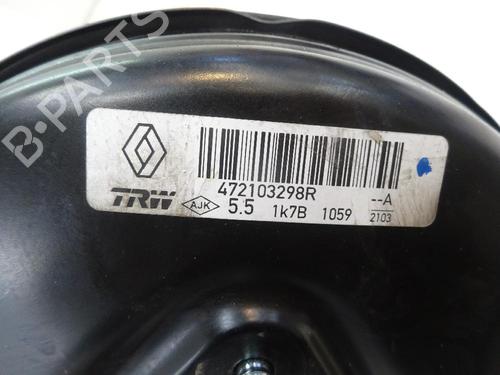 B-PARTS
472103298R
TRW AJK 5.5 1k7B 1059 --A
2103